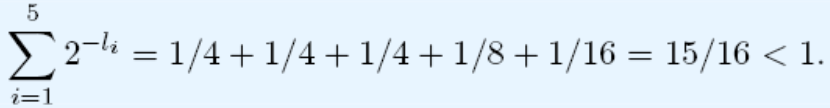 5
∑ 2^{-l_i} = 1/4 + 1/4 + 1/4 + 1/8 + 1/16 = 15/16 < 1.
i=1